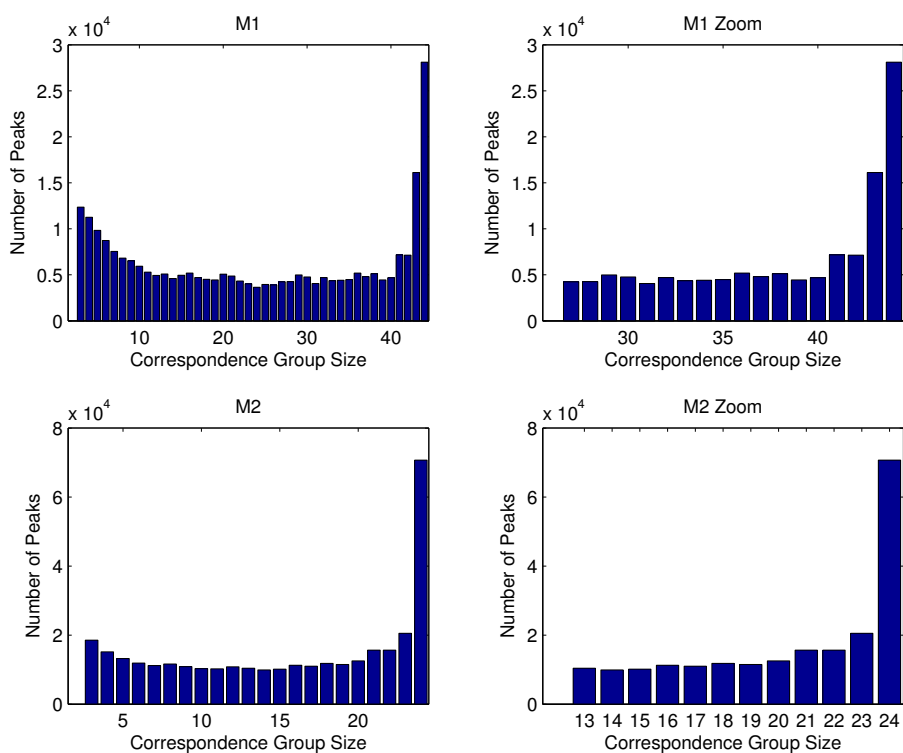 M1
x 10^4
3
2.5
2
1.5
1
0.5
0
Number of Peaks
10 20 30 40
Correspondence Group Size
M1 Zoom
x 10^4
3
2.5
2
1.5
1
0.5
0
Number of Peaks
30 35 40
Correspondence Group Size
M2
x 10^4
8
6
4
2
0
Number of Peaks
5 10 15 20
Correspondence Group Size
M2 Zoom
x 10^4
8
6
4
2
0
Number of Peaks
13 14 15 16 17 18 19 20 21 22 23 24
Correspondence Group Size